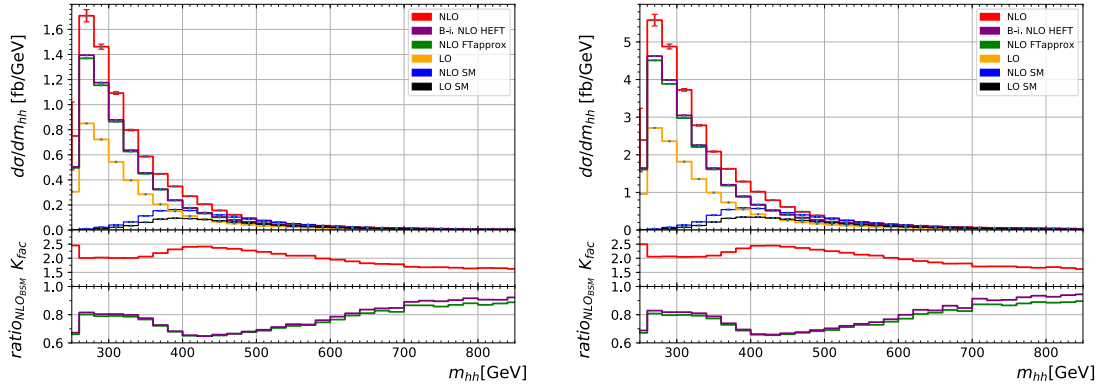 dσ/dm_hh [fb/GeV]
1.6
1.4
1.2
1.0
0.8
0.6
0.4
0.2
0.0
NLO
B-i. NLO HEFT
NLO FTapprox
LO
NLO SM
LO SM
K_fac
2.5
2.0
1.5
1.0
ratio_NLO_BSM
0.8
0.6
300 400 500 600 700 800
m_hh[GeV]
dσ/dm_hh [fb/GeV]
5
4
3
2
1
0
NLO
B-i. NLO HEFT
NLO FTapprox
LO
NLO SM
LO SM
K_fac
2.5
2.0
1.5
1.0
ratio_NLO_BSM
0.8
0.6
300 400 500 600 700 800
m_hh[GeV]